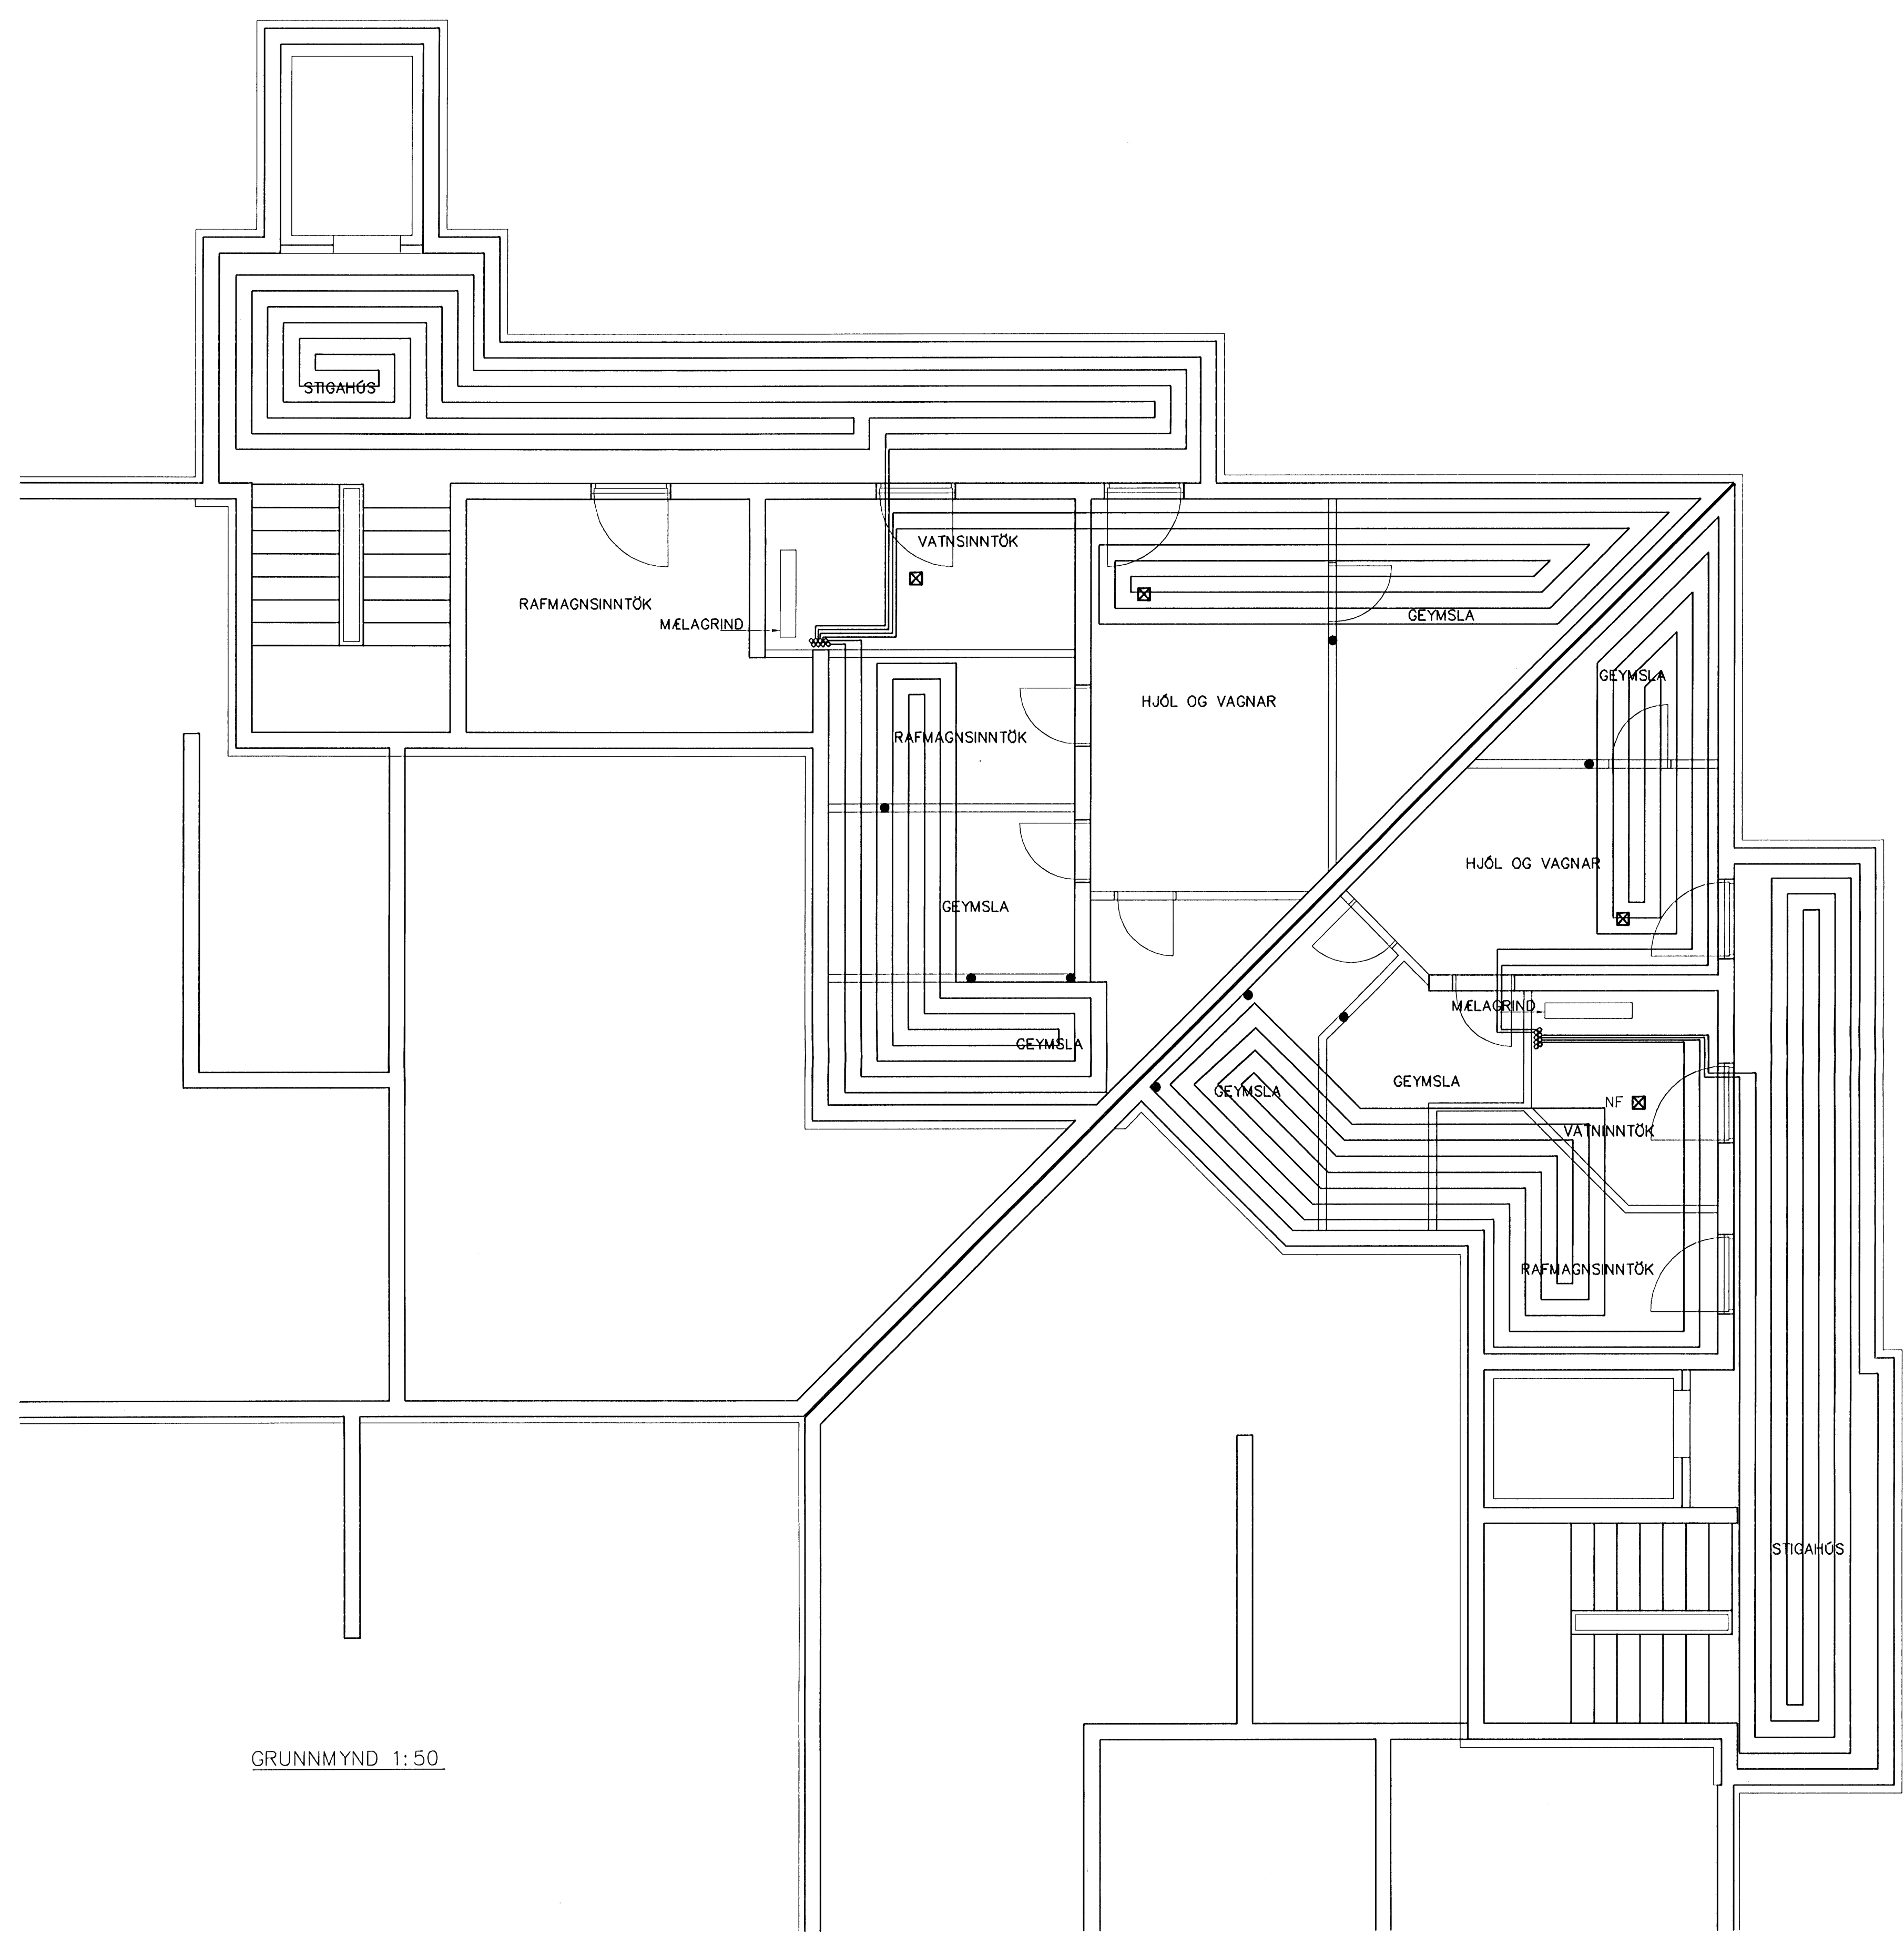 STIGAHÚS
VATNSINNTÖK
RAFMAGNSINNTÖK
MÆLAGRIND
GEYMSLA
GEYMSLA
HJÓL OG VAGNAR
RAFMAGNSINNTÖK
HJÓL OG VAGNAR
GEYMSLA
MÆLAGRIND
GEYMSLA
GEYMSLA
GEYMSLA
NF
VATNINNTÖK
RAFMAGNSINNTÖK
STIGAHÚS
GRUNNMYND 1:50